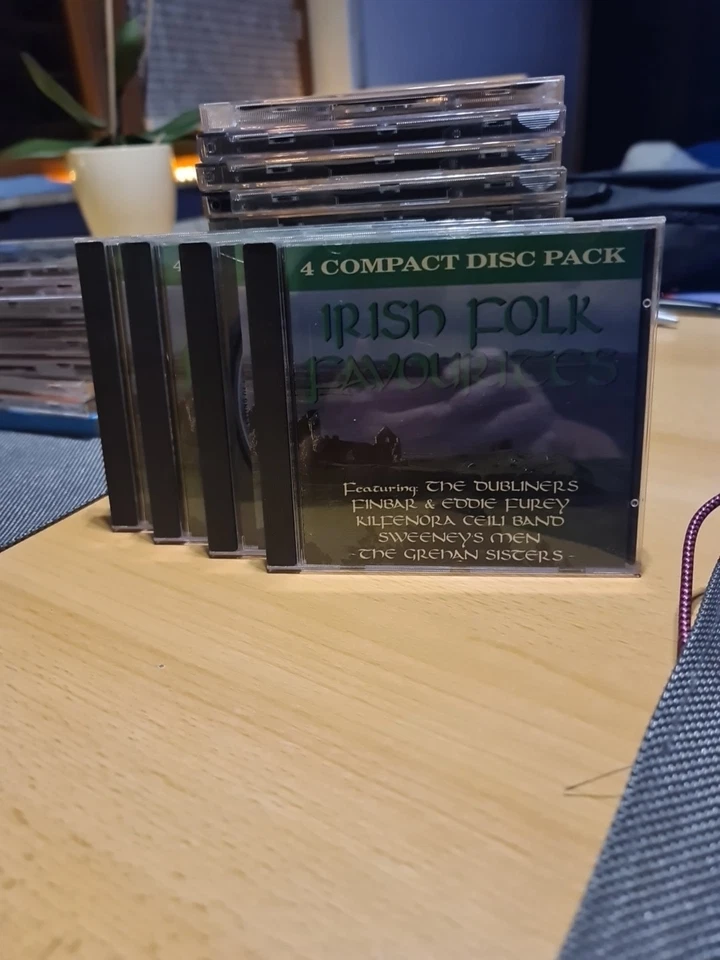 4 COMPACT DISC PACK
IRISH FOLK
FAVOURITES
Featuring: THE DUBLINERS
FINBAR & EDDIE FUREY
KILFENORA CEILI BAND
SWEENEYS MEN
- THE GREHAN SISTERS -
4